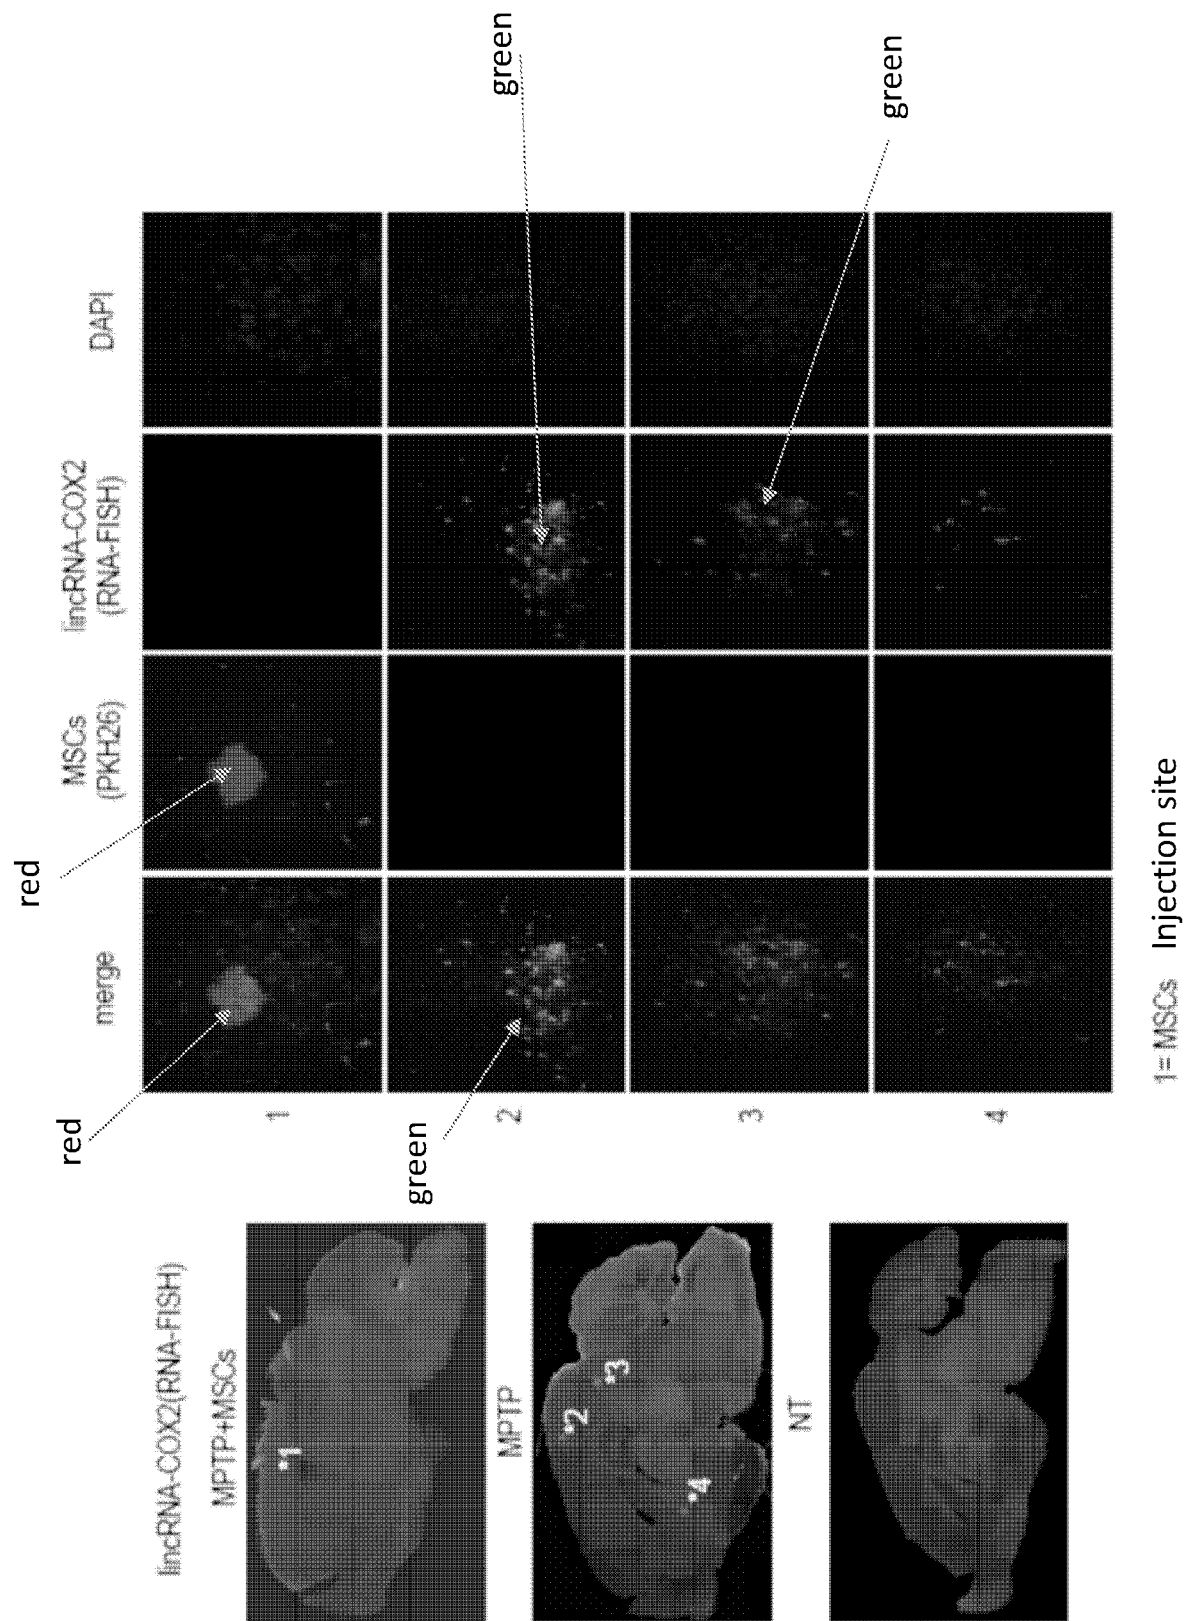 lincRNA-COX2(RNA-FISH)
MPTP+MSCs
*1
MPTP
*2
*3
*4
NT
merge
MSCs
(PKH26)
lincRNA-COX2
(RNA-FISH)
DAPI
1
2
3
4
red
red
green
green
green
1= MSCs Injection site